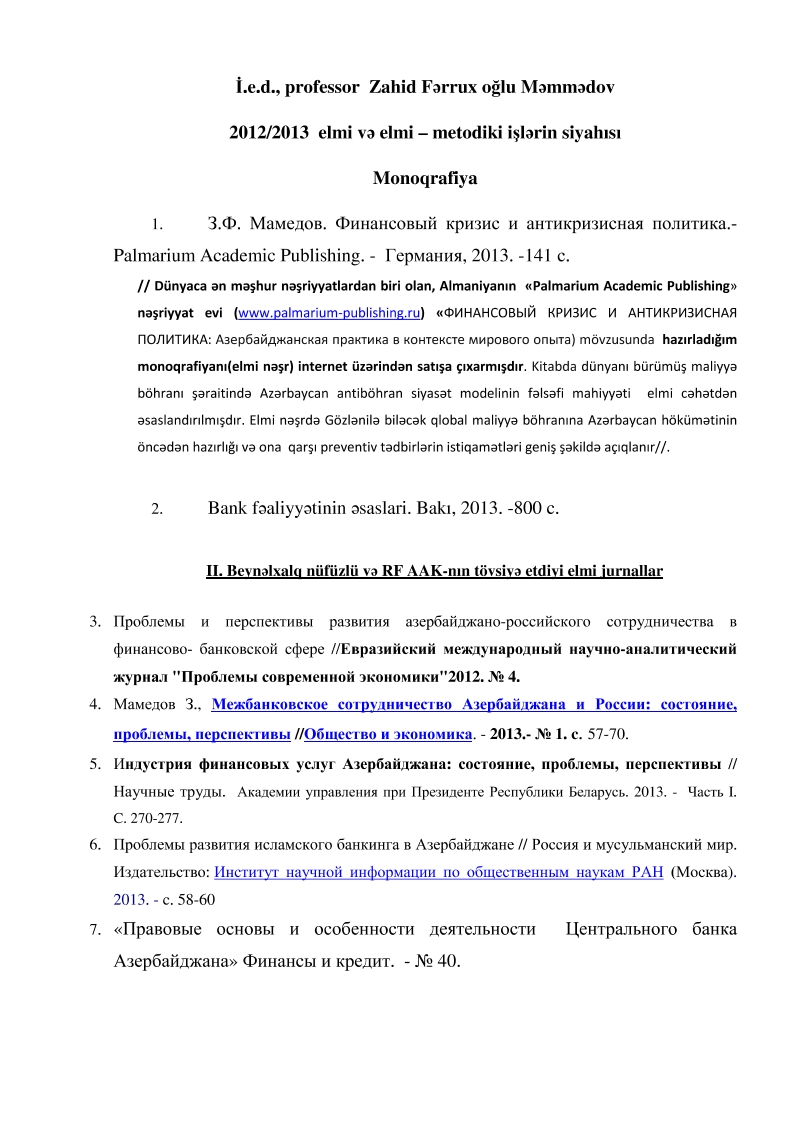 İ.e.d., professor Zahid Fərrux oğlu Məmmədov
2012/2013 elmi və elmi – metodiki işlərin siyahısı
Monoqrafiya
1. З.Ф. Мамедов. Финансовый кризис и антикризисная политика.-
Palmarium Academic Publishing. - Германия, 2013. -141 с.
// Dünyaca ən məşhur nəşriyyatlardan biri olan, Almaniyanın «Palmarium Academic Publishing»
nəşriyyat evi (www.palmarium-publishing.ru) «ФИНАНСОВЫЙ КРИЗИС И АНТИКРИЗИСНАЯ
ПОЛИТИКА: Азербайджанская практика в контексте мирового опыта) mövzusunda hazırladığım
monoqrafiyanı(elmi nəşr) internet üzərindən satışa çıxarmışdır. Kitabda dünyanı bürümüş maliyyə
böhranı şəraitində Azərbaycan antiböhran siyasət modelinin fəlsəfi mahiyyəti elmi cəhətdən
əsaslandırılmışdır. Elmi nəşrdə Gözlənilə biləcək qlobal maliyyə böhranına Azərbaycan hökümətinin
öncədən hazırlığı və ona qarşı preventiv tədbirlərin istiqamətləri geniş şəkildə açıqlanır//.
2. Bank fəaliyyətinin əsaslari. Bakı, 2013. -800 c.
II. Beynəlxalq nüfüzlü və RF AAK-nın tövsiyə etdiyi elmi jurnallar
3. Проблемы и перспективы развития азербайджано-российского сотрудничества в
финансово- банковской сфере //Евразийский международный научно-аналитический
журнал "Проблемы современной экономики"2012. № 4.
4. Мамедов З., Межбанковское сотрудничество Азербайджана и России: состояние,
проблемы, перспективы //Общество и экономика. - 2013.- № 1. с. 57-70.
5. Индустрия финансовых услуг Азербайджана: состояние, проблемы, перспективы //
Научные труды. Академии управления при Президенте Республики Беларусь. 2013. - Часть I.
С. 270-277.
6. Проблемы развития исламского банкинга в Азербайджане // Россия и мусульманский мир.
Издательство: Институт научной информации по общественным наукам РАН (Москва).
2013. - с. 58-60
7. «Правовые основы и особенности деятельности Центрального банка
Азербайджана» Финансы и кредит. - № 40.